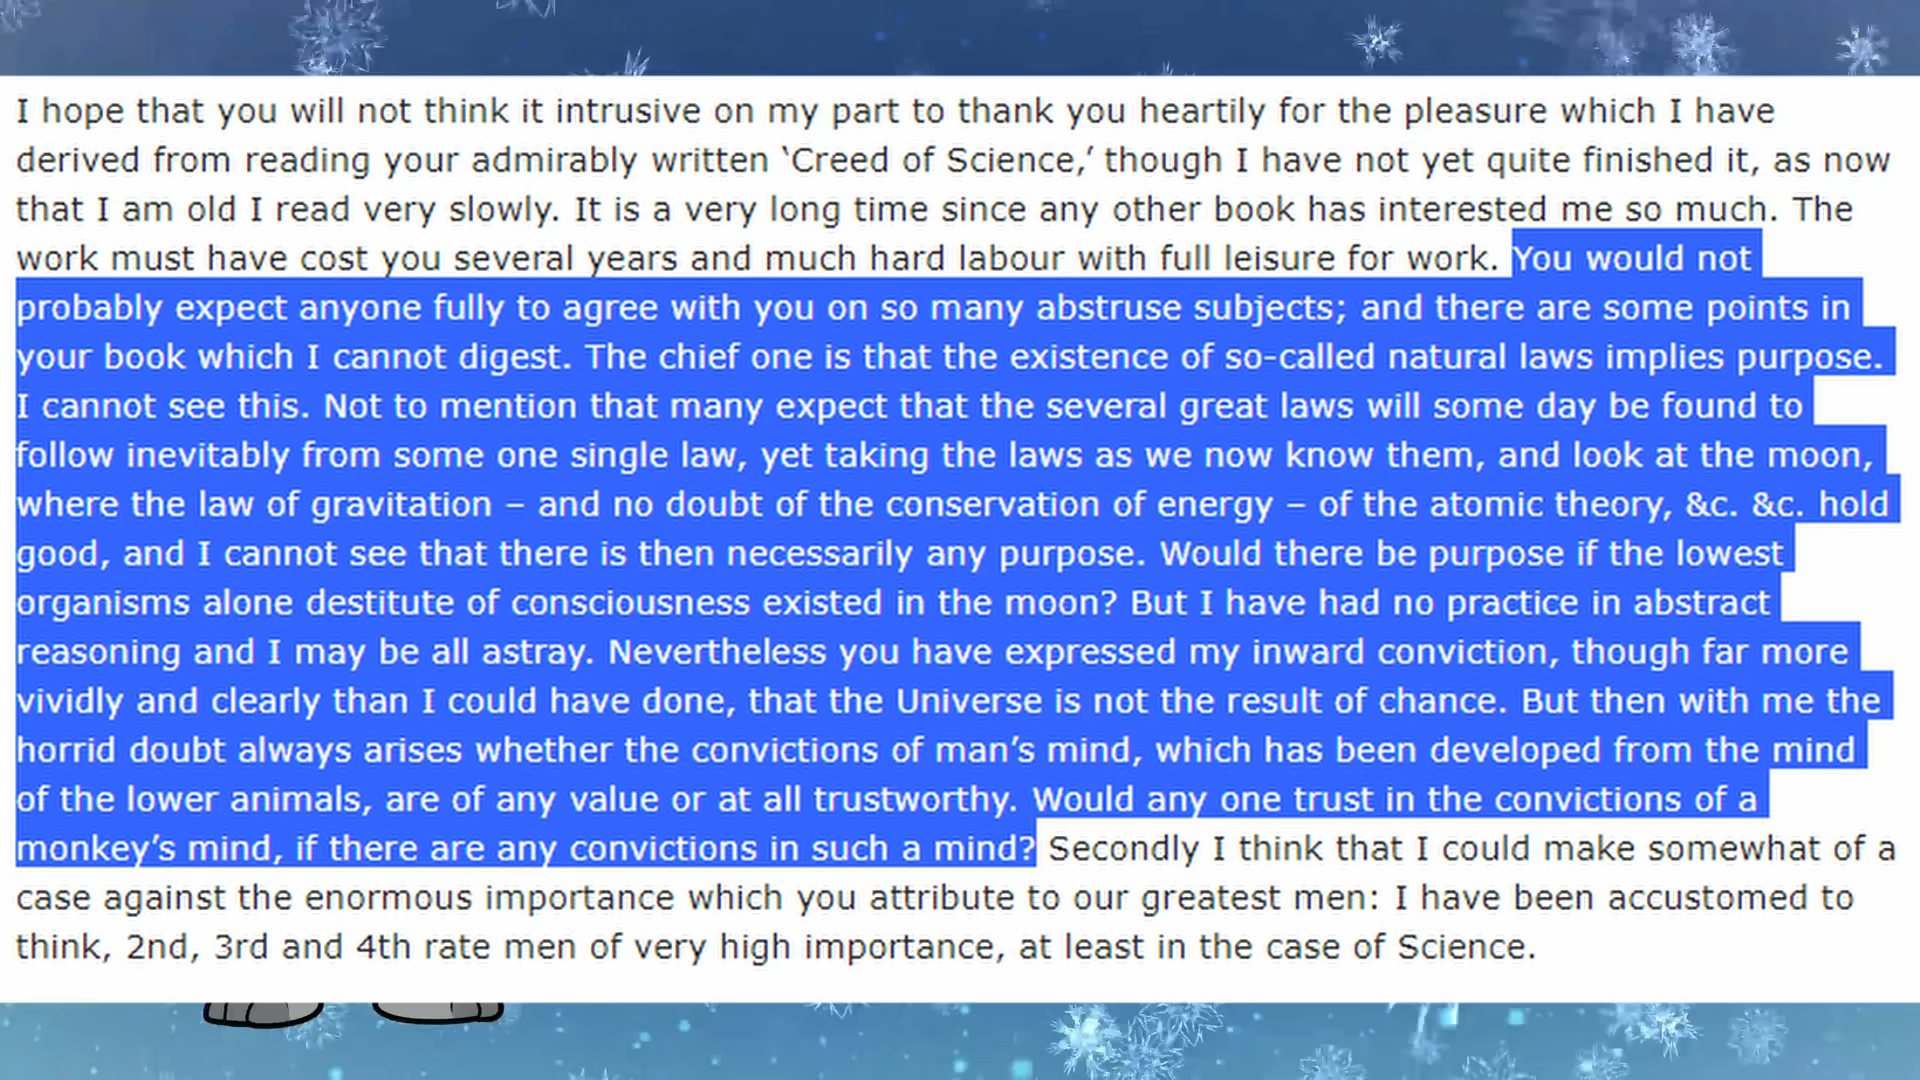 I hope that you will not think it intrusive on my part to thank you heartily for the pleasure which I have
derived from reading your admirably written ‘Creed of Science,’ though I have not yet quite finished it, as now
that I am old I read very slowly. It is a very long time since any other book has interested me so much. The
work must have cost you several years and much hard labour with full leisure for work. You would not
probably expect anyone fully to agree with you on so many abstruse subjects; and there are some points in
your book which I cannot digest. The chief one is that the existence of so-called natural laws implies purpose.
I cannot see this. Not to mention that many expect that the several great laws will some day be found to
follow inevitably from some one single law, yet taking the laws as we now know them, and look at the moon,
where the law of gravitation – and no doubt of the conservation of energy – of the atomic theory, &c. &c. hold
good, and I cannot see that there is then necessarily any purpose. Would there be purpose if the lowest
organisms alone destitute of consciousness existed in the moon? But I have had no practice in abstract
reasoning and I may be all astray. Nevertheless you have expressed my inward conviction, though far more
vividly and clearly than I could have done, that the Universe is not the result of chance. But then with me the
horrid doubt always arises whether the convictions of man’s mind, which has been developed from the mind
of the lower animals, are of any value or at all trustworthy. Would any one trust in the convictions of a
monkey’s mind, if there are any convictions in such a mind? Secondly I think that I could make somewhat of a
case against the enormous importance which you attribute to our greatest men: I have been accustomed to
think, 2nd, 3rd and 4th rate men of very high importance, at least in the case of Science.